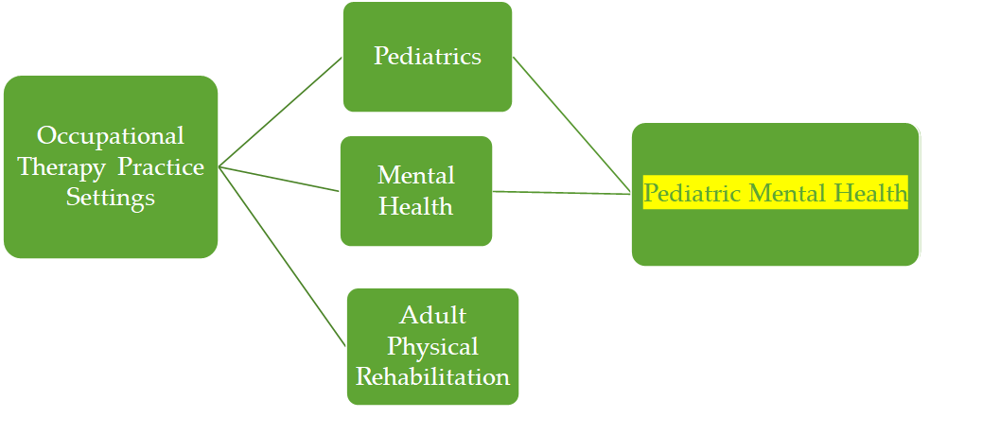 Occupational
Therapy Practice
Settings
Pediatrics
Mental
Health
Adult
Physical
Rehabilitation
Pediatric Mental Health